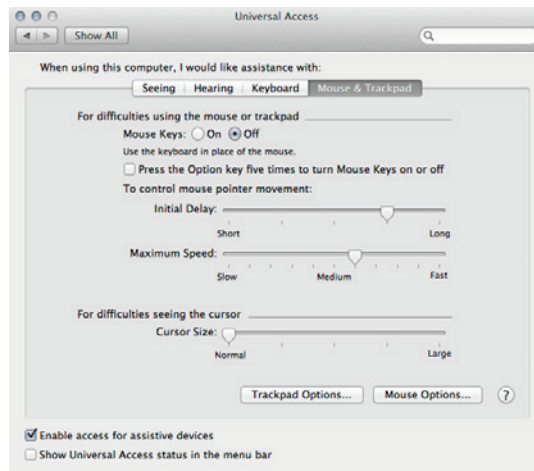 Universal Access
Show All
When using this computer, I would like assistance with:
Seeing Hearing Keyboard Mouse & Trackpad
For difficulties using the mouse or trackpad
Mouse Keys: On Off
Use the keyboard in place of the mouse.
Press the Option key five times to turn Mouse Keys on or off
To control mouse pointer movement:
Initial Delay:
Short Long
Maximum Speed:
Slow Medium Fast
For difficulties seeing the cursor
Cursor Size:
Normal Large
Trackpad Options... Mouse Options... ?
Enable access for assistive devices
Show Universal Access status in the menu bar